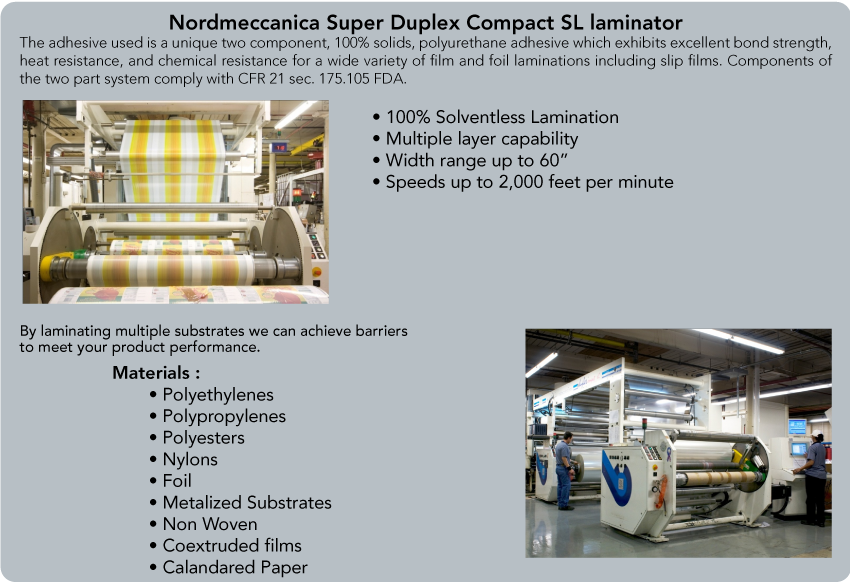 Nordmeccanica Super Duplex Compact SL laminator
The adhesive used is a unique two component, 100% solids, polyurethane adhesive which exhibits excellent bond strength,
heat resistance, and chemical resistance for a wide variety of film and foil laminations including slip films. Components of
the two part system comply with CFR 21 sec. 175.105 FDA.
• 100% Solventless Lamination
• Multiple layer capability
• Width range up to 60”
• Speeds up to 2,000 feet per minute
By laminating multiple substrates we can achieve barriers
to meet your product performance.
Materials :
• Polyethylenes
• Polypropylenes
• Polyesters
• Nylons
• Foil
• Metalized Substrates
• Non Woven
• Coextruded films
• Calandared Paper